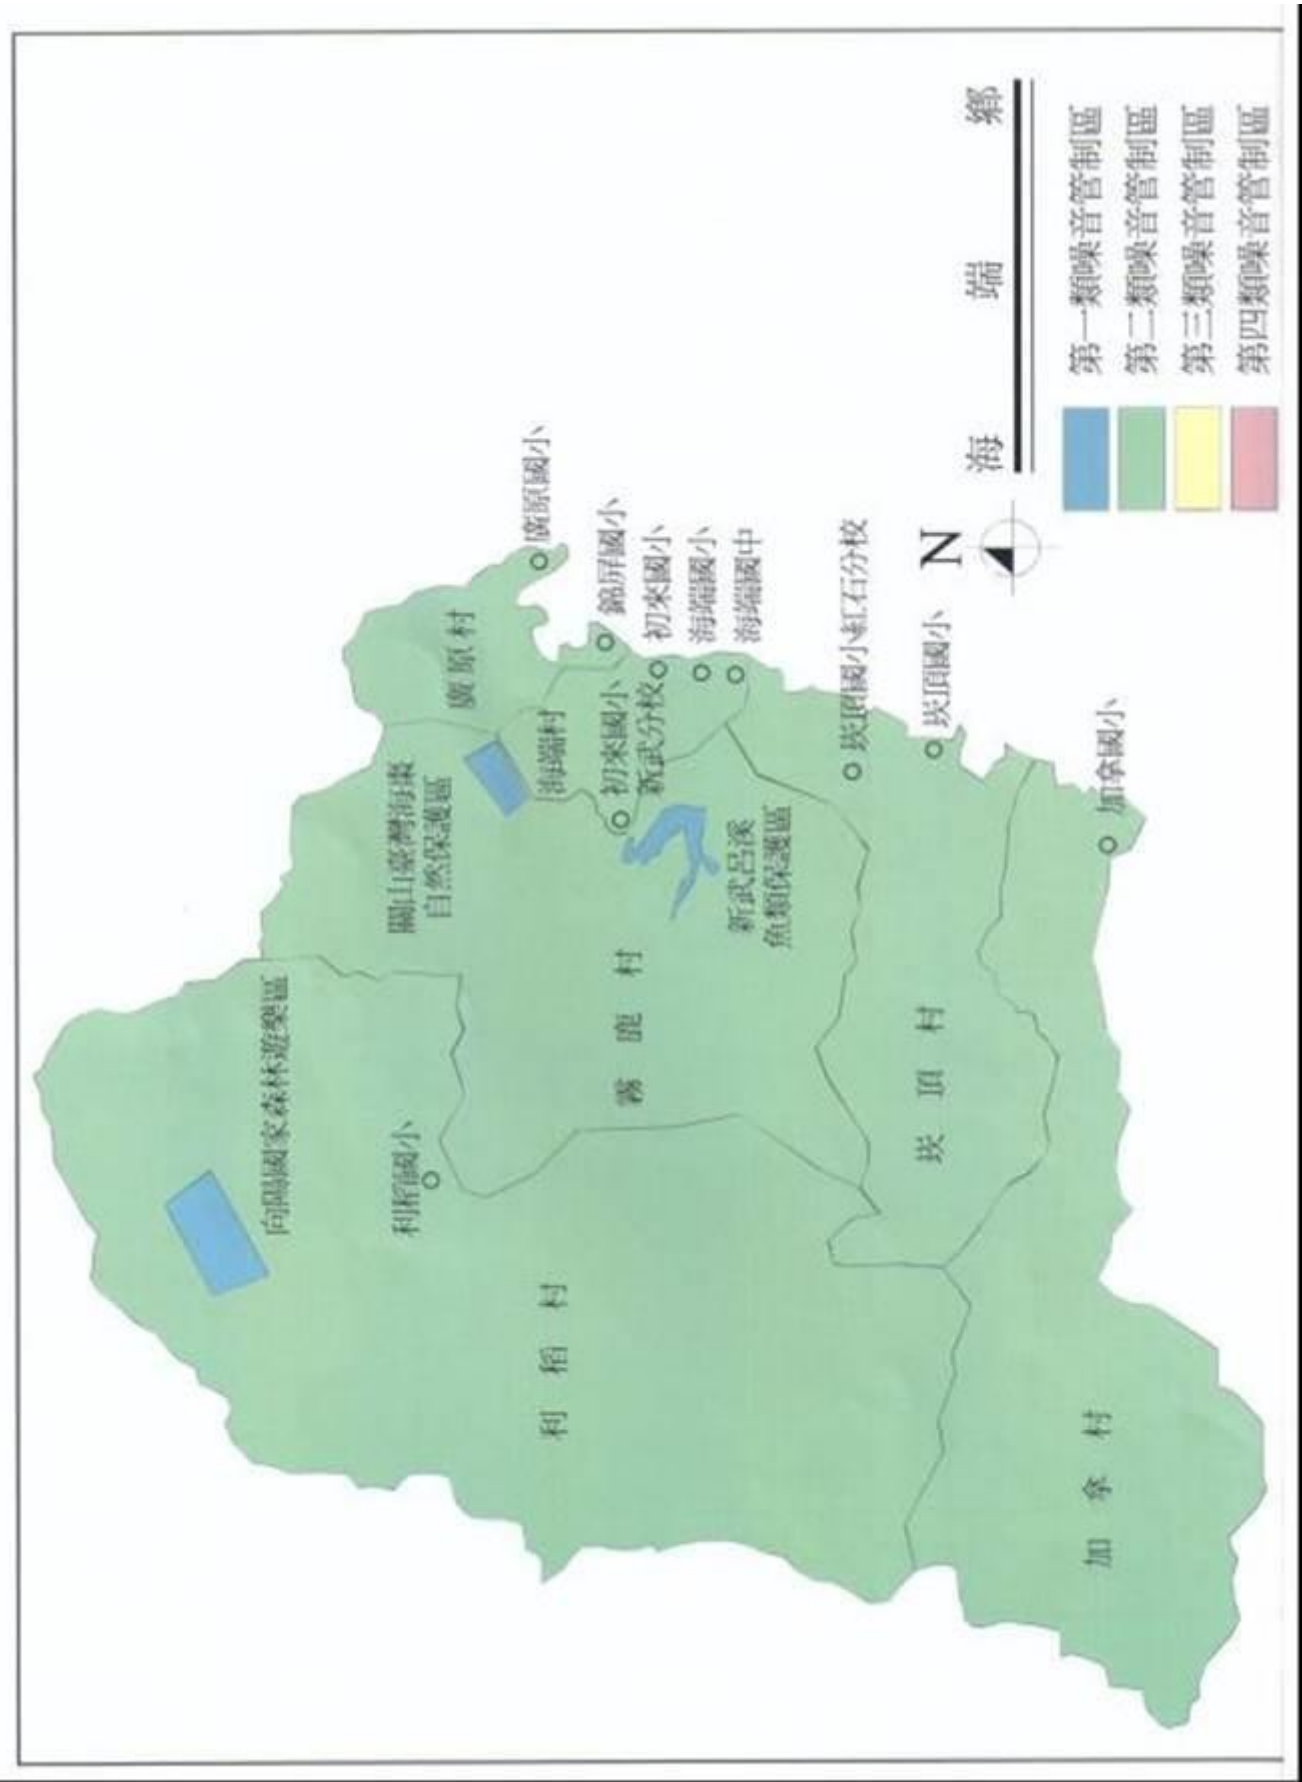 海端鄉
第一類噪音管制區
第二類噪音管制區
第三類噪音管制區
第四類噪音管制區
N
向陽國家森林遊樂區
關山臺灣海棗
自然保護區
利稻國小
利稻村
霧鹿村
廣原村
廣原國小
海端村
錦屏國小
初來國小
初來國小
新武分校
海端國小
海端國中
新武呂溪
魚類保護區
崁頂國小紅石分校
崁頂國小
崁頂村
加拿國小
加拿村